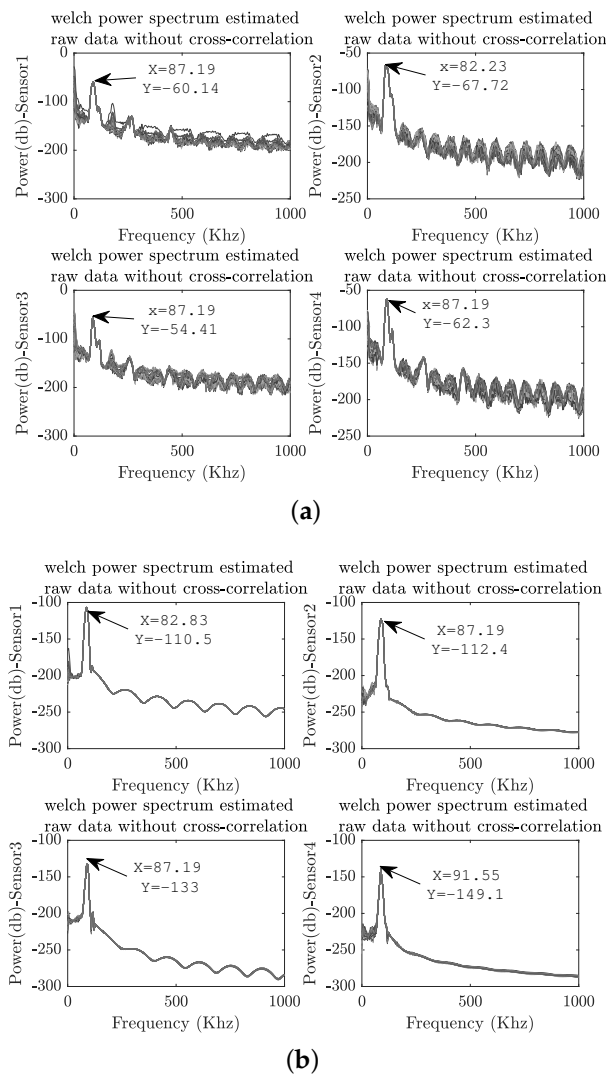 welch power spectrum estimated
raw data without cross-correlation
Power(db)-Sensor1
0
-100
-200
-300
X=87.19
Y=-60.14
0
500
1000
Frequency (Khz)
welch power spectrum estimated
raw data without cross-correlation
Power(db)-Sensor2
-50
-100
-150
-200
-250
x=82.23
Y=-67.72
0
500
1000
Frequency (Khz)
welch power spectrum estimated
raw data without cross-correlation
Power(db)-Sensor3
0
-100
-200
-300
x=87.19
Y=-54.41
0
500
1000
Frequency (Khz)
welch power spectrum estimated
raw data without cross-correlation
Power(db)-Sensor4
-50
-100
-150
-200
-250
x=87.19
Y=-62.3
0
500
1000
Frequency (Khz)
(a)
welch power spectrum estimated
raw data without cross-correlation
Power(db)-Sensor1
-100
-150
-200
-250
-300
X=82.83
Y=-110.5
0
500
1000
Frequency (Khz)
welch power spectrum estimated
raw data without cross-correlation
Power(db)-Sensor2
-100
-150
-200
-250
-300
X=87.19
Y=-112.4
0
500
1000
Frequency (Khz)
welch power spectrum estimated
raw data without cross-correlation
Power(db)-Sensor3
-100
-150
-200
-250
-300
X=87.19
Y=-133
0
500
1000
Frequency (Khz)
welch power spectrum estimated
raw data without cross-correlation
Power(db)-Sensor4
-100
-150
-200
-250
-300
X=91.55
Y=-149.1
0
500
1000
Frequency (Khz)
(b)